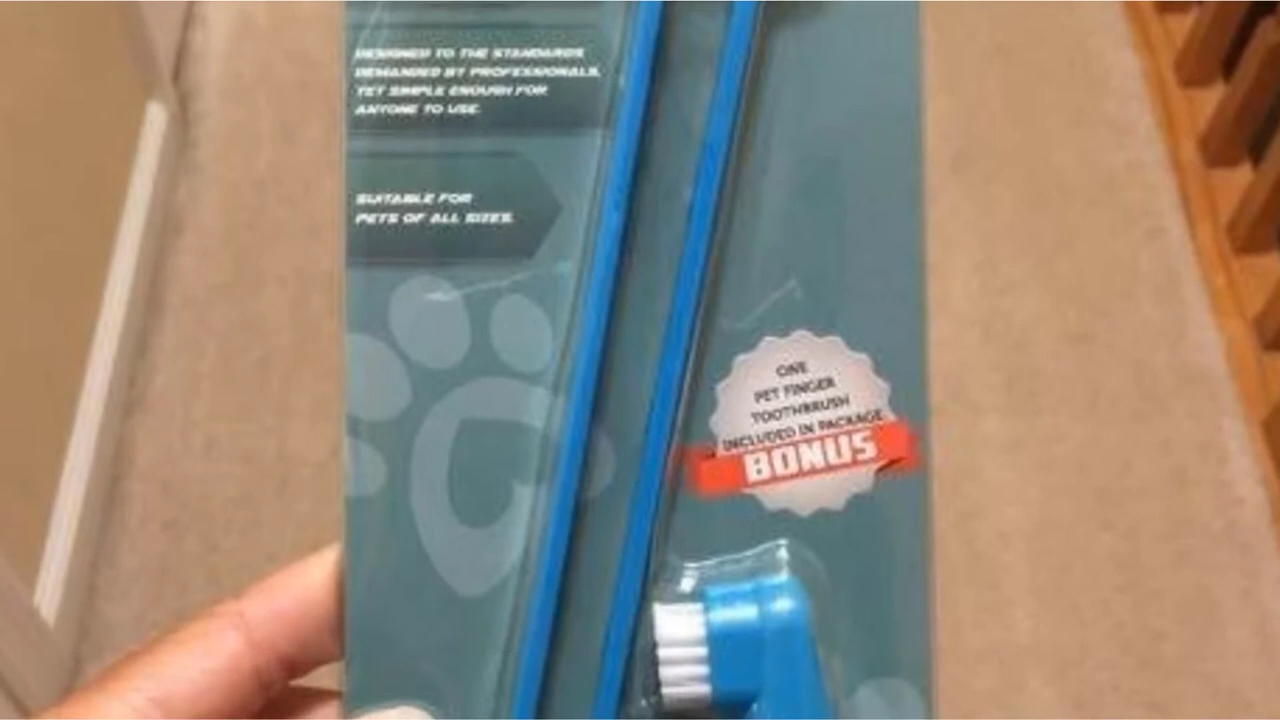 DESIGNED TO THE STANDARDS
DEMANDED BY PROFESSIONALS,
YET SIMPLE ENOUGH FOR
ANYONE TO USE.
SUITABLE FOR
PETS OF ALL SIZES.
ONE
PET FINGER
TOOTHBRUSH
INCLUDED IN PACKAGE
BONUS